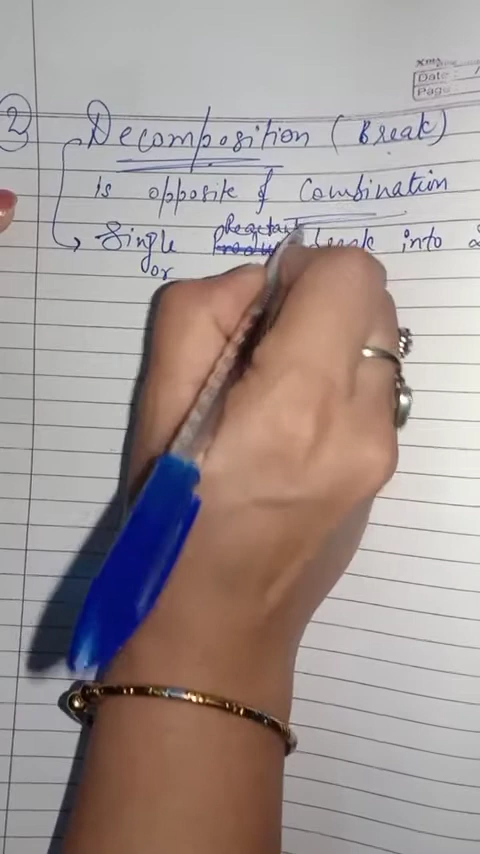 Date :
Page
2 Decomposition (Break)
is opposite of Combination
Reactant
→ Single break into
or